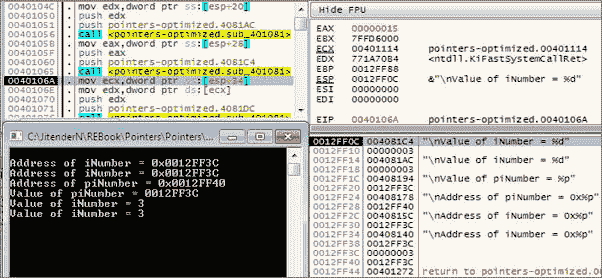 0040104C . mov edx,dword ptr ss:[esp+20]
00401050 . push edx
00401051 . push pointers-optimized.4081AC
00401056 . call <pointers-optimized.sub_401081>
0040105B . mov eax,dword ptr ss:[esp+28]
0040105F . push eax
00401060 . push pointers-optimized.4081C4
00401065 . call <pointers-optimized.sub_401081>
0040106A . mov ecx,dword ptr ss:[esp+34]
0040106E . mov edx,dword ptr ds:[ecx]
00401070 . push edx
00401071 . push pointers-optimized.4081DC
call <pointers-optimized.sub_401081>
Hide FPU
EAX 00000015
EBX 7FFD6000
ECX 00401114 pointers-optimized.00401114
EDX 771A70B4 <ntdll.KiFastSystemCallRet>
EBP 0012FF88
ESP 0012FF0C &"\nValue of iNumber = %d"
ESI 00000000
EDI 00000000
EIP 0040106A pointers-optimized.0040106A
C:\JitenderN\REBook\Pointers\Pointers\...
Address of iNumber = 0x0012FF3C
Address of iNumber = 0x0012FF3C
Address of piNumber = 0x0012FF40
Value of piNumber = 0012FF3C
Value of iNumber = 3
Value of iNumber = 3
0012FF0C 004081C4 "\nValue of iNumber = %d"
0012FF10 00000003
0012FF14 004081AC "\nValue of iNumber = %d"
0012FF18 00000003
0012FF1C 00408194 "\nValue of piNumber = %p"
0012FF20 0012FF3C
0012FF24 00408178 "\nAddress of piNumber = 0x%p"
0012FF28 0012FF40
0012FF2C 0040815C "\nAddress of iNumber = 0x%p"
0012FF30 0012FF3C
0012FF34 00408140 "\nAddress of iNumber = 0x%p"
0012FF38 0012FF3C
0012FF3C 00000003
0012FF40 0012FF3C
0012FF44 00401272 return to pointers-optimized.00